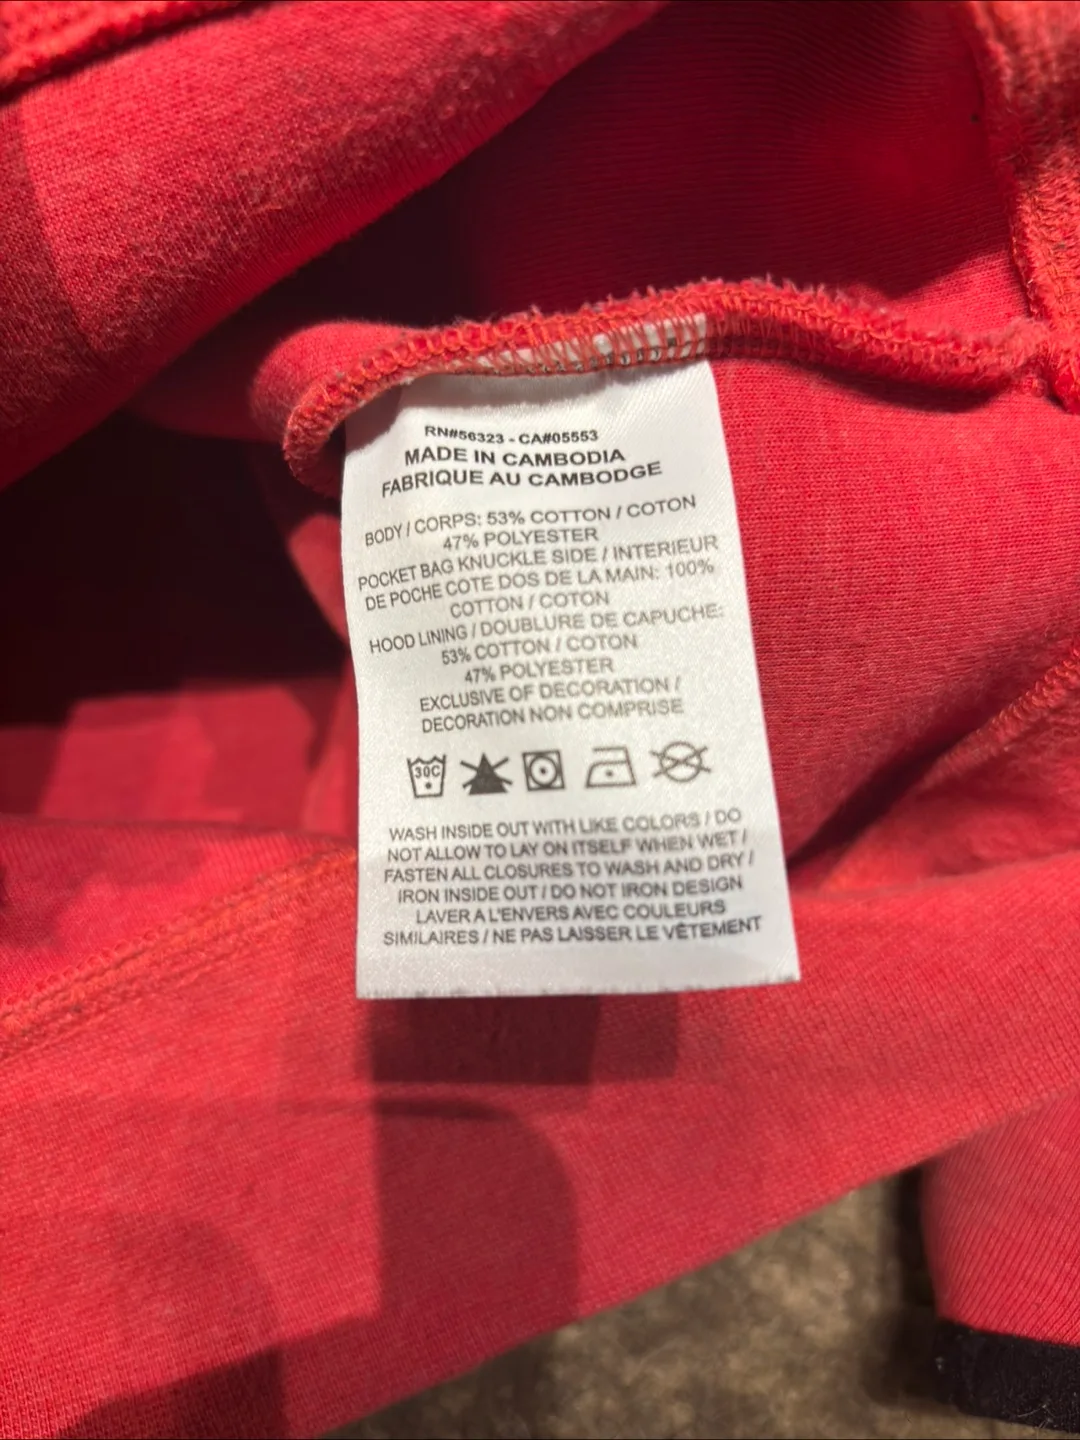 RN#56323 - CA#05553
MADE IN CAMBODIA
FABRIQUE AU CAMBODGE
BODY / CORPS: 53% COTTON / COTON
47% POLYESTER
POCKET BAG KNUCKLE SIDE / INTERIEUR
DE POCHE COTE DOS DE LA MAIN: 100%
COTTON / COTON
HOOD LINING / DOUBLURE DE CAPUCHE:
53% COTTON / COTON
47% POLYESTER
EXCLUSIVE OF DECORATION /
DECORATION NON COMPRISE
30C
WASH INSIDE OUT WITH LIKE COLORS / DO
NOT ALLOW TO LAY ON ITSELF WHEN WET /
FASTEN ALL CLOSURES TO WASH AND DRY /
IRON INSIDE OUT / DO NOT IRON DESIGN
LAVER A L'ENVERS AVEC COULEURS
SIMILAIRES / NE PAS LAISSER LE VÊTEMENT